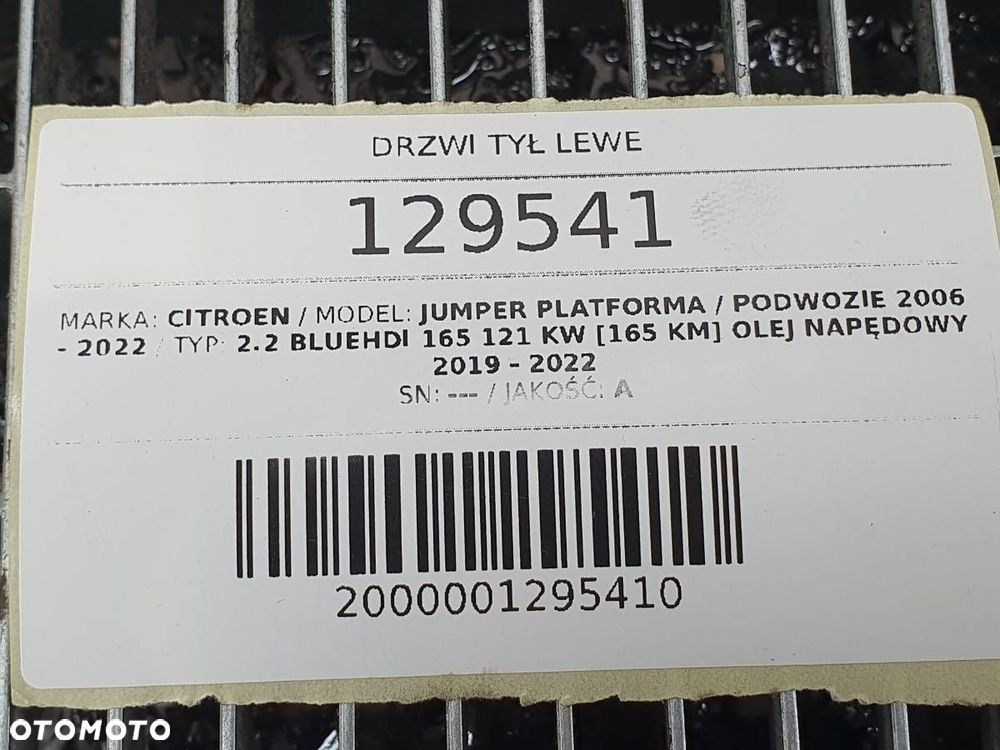 DRZWI TYŁ LEWE
129541
MARKA: CITROEN / MODEL: JUMPER PLATFORMA / PODWOZIE 2006
- 2022 / TYP: 2.2 BLUEHDI 165 121 KW [165 KM] OLEJ NAPĘDOWY
2019 - 2022
SN: --- / JAKOŚĆ: A
2000001295410
OTOMOTO